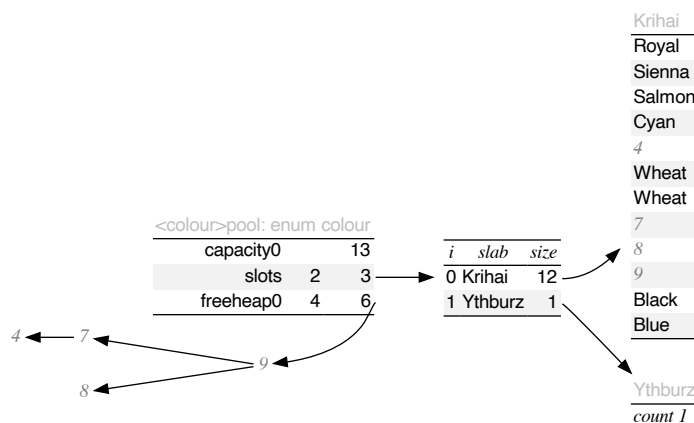 <colour>pool: enum colour
capacity0 13
slots 2 3
freeheap0 4 6
i slab size
0 Krihai 12
1 Ythburz 1
Krihai
Royal
Sienna
Salmon
Cyan
4
Wheat
Wheat
7
8
9
Black
Blue
Ythburz
count 1
4
7
9
8